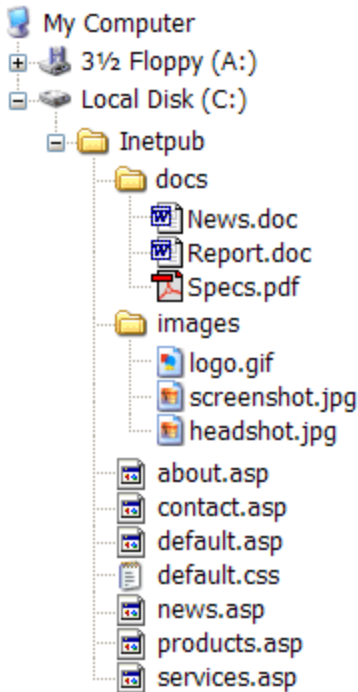 My Computer
3½ Floppy (A:)
Local Disk (C:)
Inetpub
docs
News.doc
Report.doc
Specs.pdf
images
logo.gif
screenshot.jpg
headshot.jpg
about.asp
contact.asp
default.asp
default.css
news.asp
products.asp
services.asp